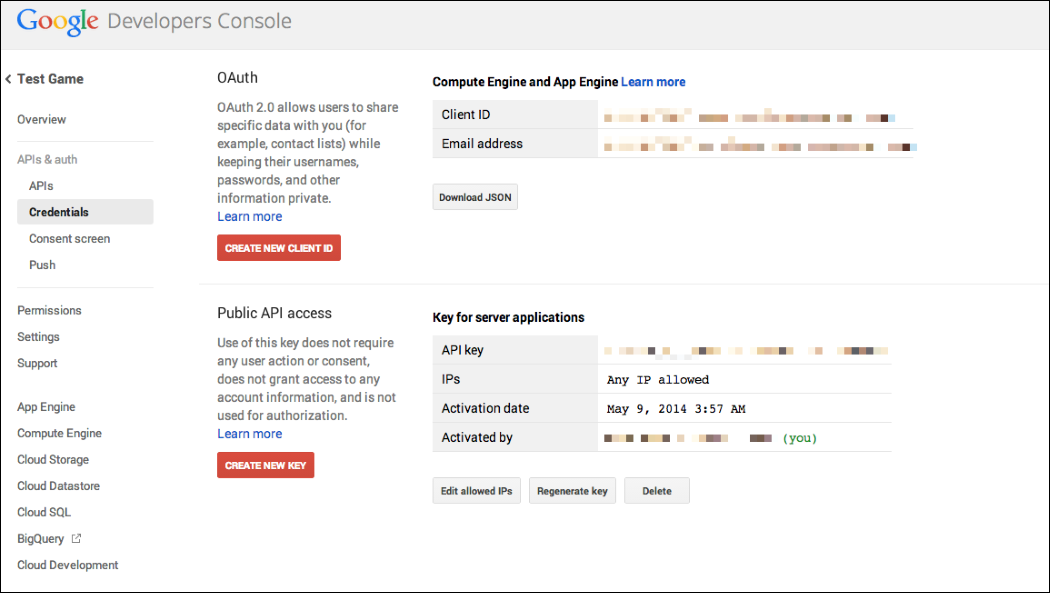 Google Developers Console
Test Game
Overview
APIs & auth
APIs
Credentials
Consent screen
Push
Permissions
Settings
Support
App Engine
Compute Engine
Cloud Storage
Cloud Datastore
Cloud SQL
BigQuery
Cloud Development
OAuth
OAuth 2.0 allows users to share
specific data with you (for
example, contact lists) while
keeping their usernames,
passwords, and other
information private.
Learn more
CREATE NEW CLIENT ID
Compute Engine and App Engine Learn more
Client ID
Email address
Download JSON
Public API access
Use of this key does not require
any user action or consent,
does not grant access to any
account information, and is not
used for authorization.
Learn more
CREATE NEW KEY
Key for server applications
API key
IPs Any IP allowed
Activation date May 9, 2014 3:57 AM
Activated by (you)
Edit allowed IPs Regenerate key Delete